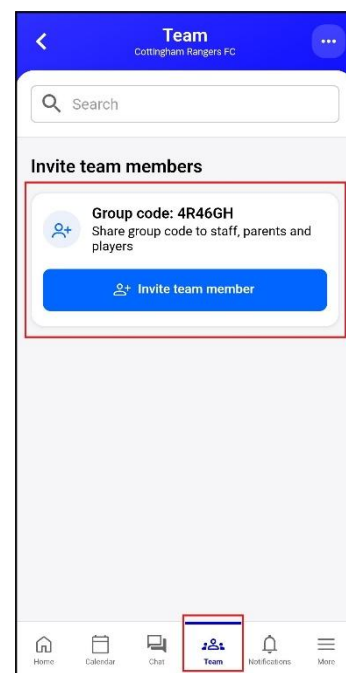 Team
Cottingham Rangers FC
Search
Invite team members
Group code: 4R46GH
Share group code to staff, parents and
players
Invite team member
Home
Calendar
Chat
Team
Notifications
More